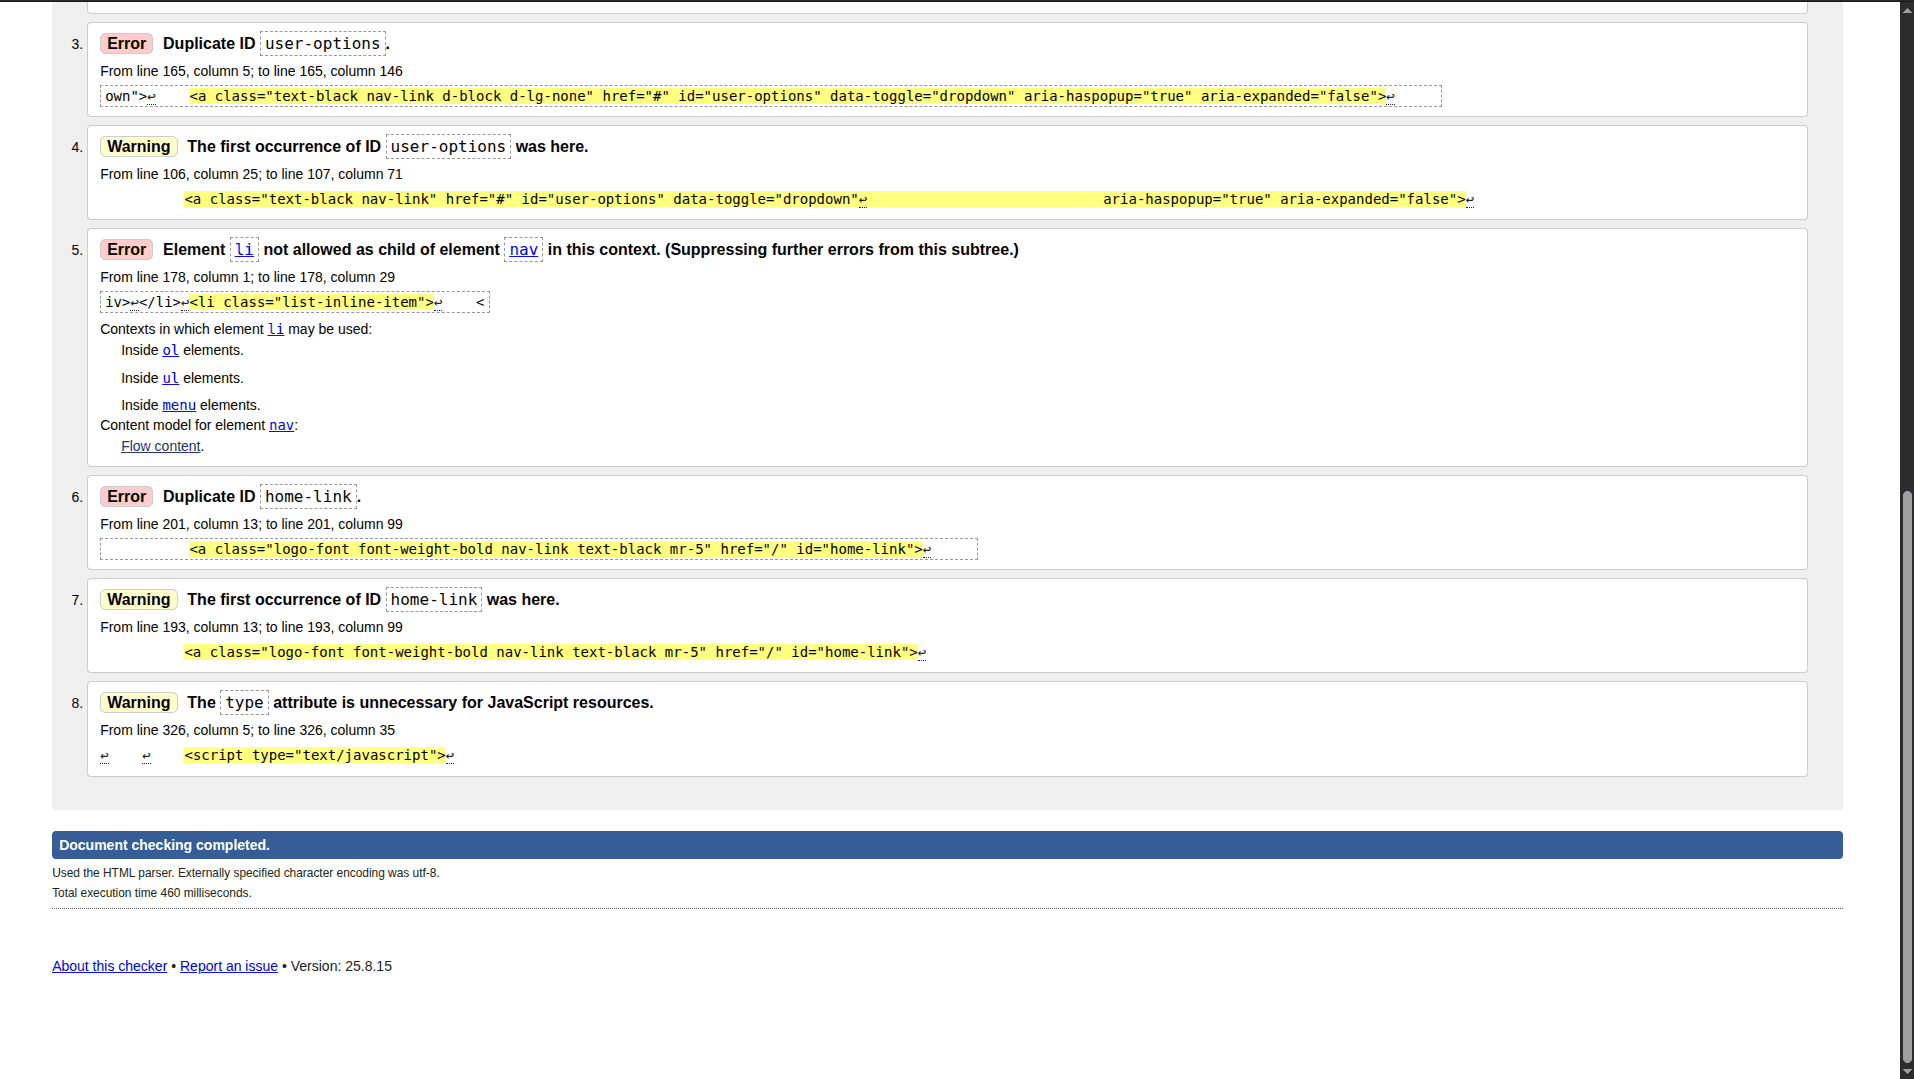 3. Error Duplicate ID user-options.
From line 165, column 5; to line 165, column 146
own">↩    <a class="text-black nav-link d-block d-lg-none" href="#" id="user-options" data-toggle="dropdown" aria-haspopup="true" aria-expanded="false">↩
4. Warning The first occurrence of ID user-options was here.
From line 106, column 25; to line 107, column 71
<a class="text-black nav-link" href="#" id="user-options" data-toggle="dropdown"↩                            aria-haspopup="true" aria-expanded="false">↩
5. Error Element li not allowed as child of element nav in this context. (Suppressing further errors from this subtree.)
From line 178, column 1; to line 178, column 29
iv>↩</li>↩<li class="list-inline-item">↩    <
Contexts in which element li may be used:
Inside ol elements.
Inside ul elements.
Inside menu elements.
Content model for element nav:
Flow content.
6. Error Duplicate ID home-link.
From line 201, column 13; to line 201, column 99
<a class="logo-font font-weight-bold nav-link text-black mr-5" href="/" id="home-link">↩
7. Warning The first occurrence of ID home-link was here.
From line 193, column 13; to line 193, column 99
<a class="logo-font font-weight-bold nav-link text-black mr-5" href="/" id="home-link">↩
8. Warning The type attribute is unnecessary for JavaScript resources.
From line 326, column 5; to line 326, column 35
↩    ↩    <script type="text/javascript">↩
Document checking completed.
Used the HTML parser. Externally specified character encoding was utf-8.
Total execution time 460 milliseconds.
About this checker • Report an issue • Version: 25.8.15